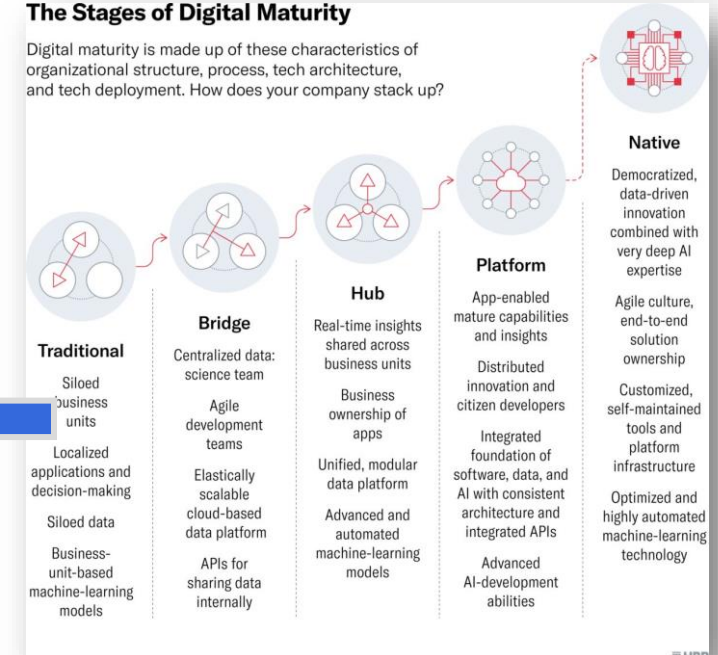 The Stages of Digital Maturity
Digital maturity is made up of these characteristics of
organizational structure, process, tech architecture,
and tech deployment. How does your company stack up?
Traditional
Siloed
business
units
Localized
applications and
decision-making
Siloed data
Business-
unit-based
machine-learning
models
Bridge
Centralized data:
science team
Agile
development
teams
Elastically
scalable
cloud-based
data platform
APIs for
sharing data
internally
Hub
Real-time insights
shared across
business units
Business
ownership of
apps
Unified, modular
data platform
Advanced and
automated
machine-learning
models
Platform
App-enabled
mature capabilities
and insights
Distributed
innovation and
citizen developers
Integrated
foundation of
software, data, and
AI with consistent
architecture and
integrated APIs
Advanced
AI-development
abilities
Native
Democratized,
data-driven
innovation
combined with
very deep AI
expertise
Agile culture,
end-to-end
solution
ownership
Customized,
self-maintained
tools and
platform
infrastructure
Optimized and
highly automated
machine-learning
technology